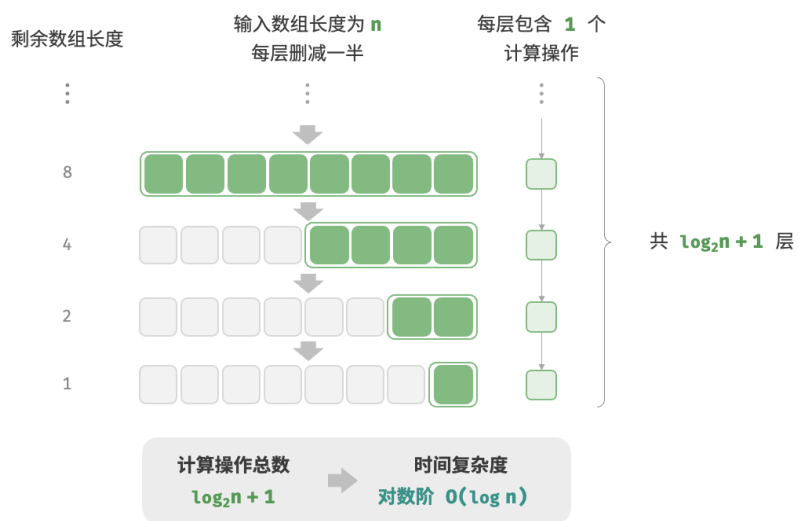 剩余数组长度
输入数组长度为 n
每层删减一半
每层包含 1 个
计算操作
8
4
2
1
共 log₂n + 1 层
计算操作总数
log₂n + 1
时间复杂度
对数阶 O(log n)